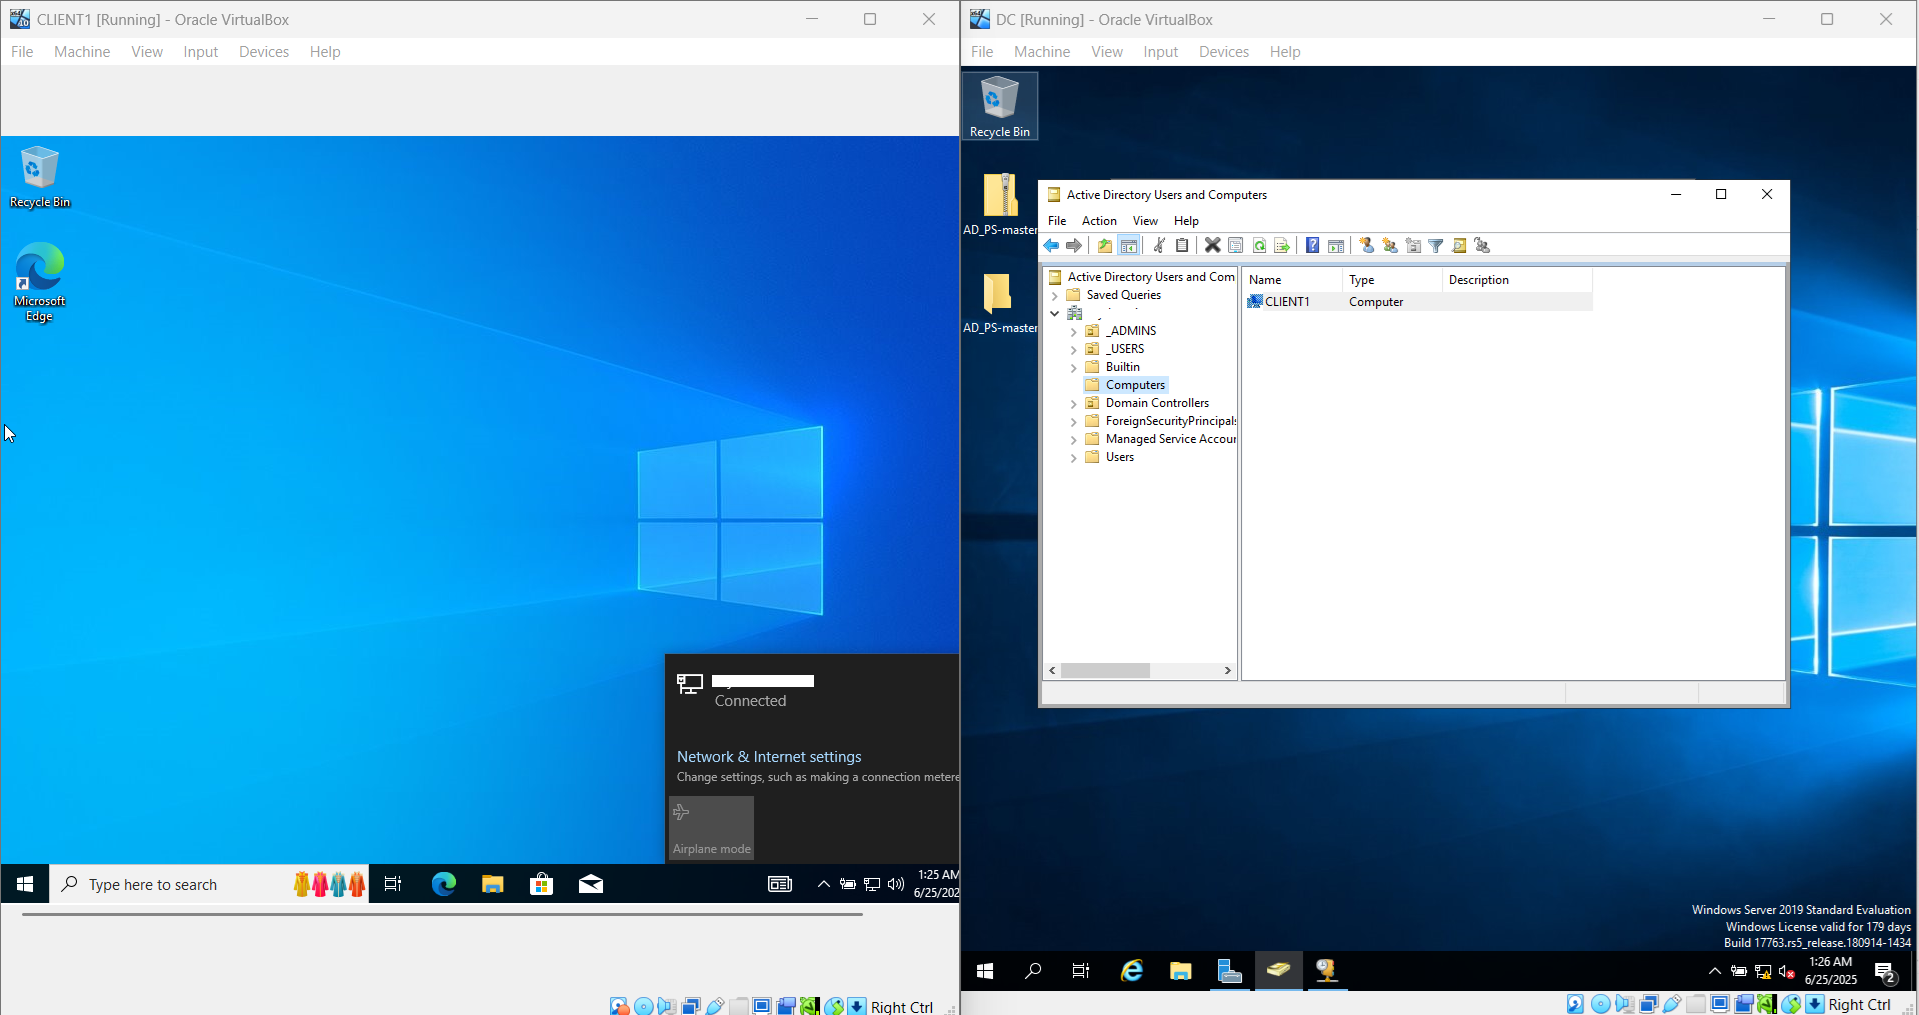 CLIENT1 [Running] - Oracle VirtualBox
File Machine View Input Devices Help
Recycle Bin
Microsoft
Edge
Connected
Network & Internet settings
Change settings, such as making a connection metere
Airplane mode
Type here to search
1:25 AM
6/25/202
Right Ctrl
DC [Running] - Oracle VirtualBox
File Machine View Input Devices Help
Recycle Bin
AD_PS-master
AD_PS-master
Active Directory Users and Computers
File Action View Help
Active Directory Users and Com
Saved Queries
_ADMINS
_USERS
Builtin
Computers
Domain Controllers
ForeignSecurityPrincipals
Managed Service Accour
Users
Name Type Description
CLIENT1 Computer
Windows Server 2019 Standard Evaluation
Windows License valid for 179 days
Build 17763.rs5_release.180914-1434
1:26 AM
6/25/2025
2
Right Ctrl